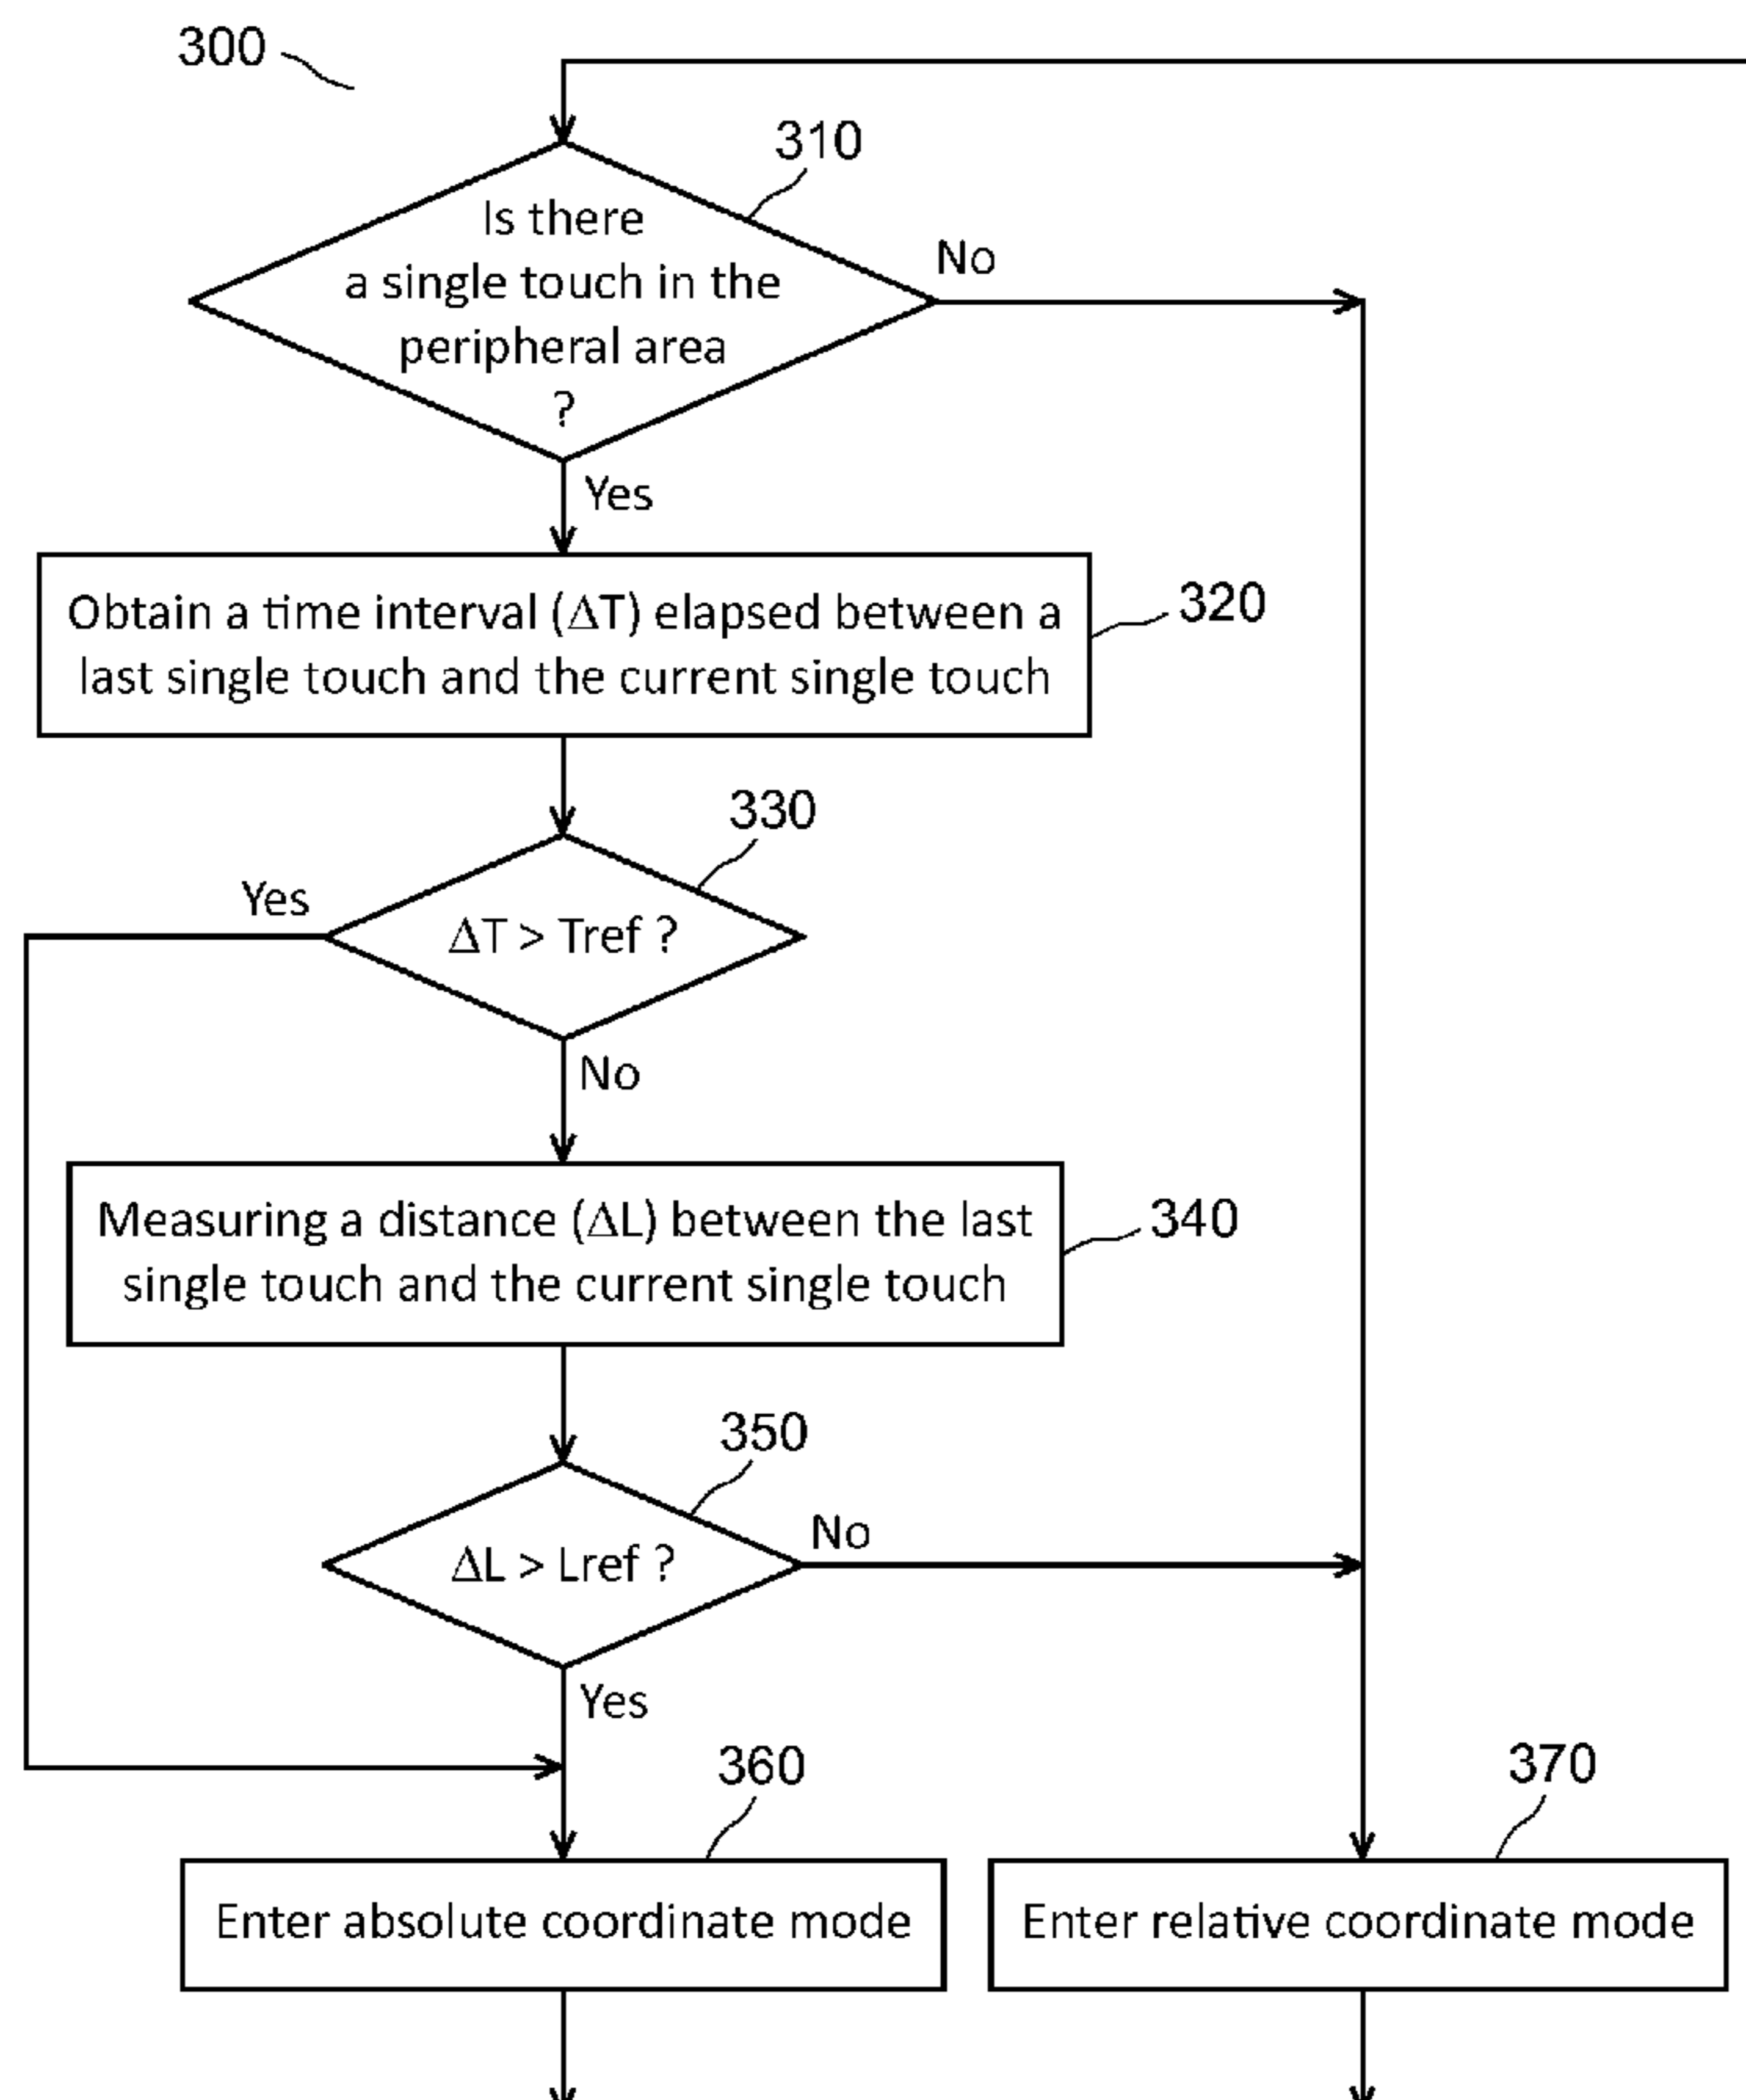 300
310
Is there
a single touch in the
peripheral area
?
No
Yes
Obtain a time interval (ΔT) elapsed between a
last single touch and the current single touch
320
330
Yes
ΔT > Tref ?
No
Measuring a distance (ΔL) between the last
single touch and the current single touch
340
350
ΔL > Lref ?
No
Yes
360
370
Enter absolute coordinate mode
Enter relative coordinate mode